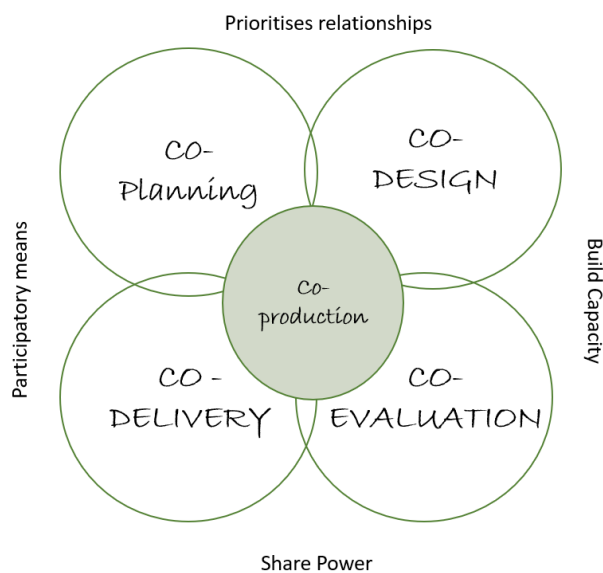 Prioritises relationships
CO-
Planning
CO-
DESIGN
Participatory means
Build Capacity
Co-
production
CO -
DELIVERY
CO-
EVALUATION
Share Power